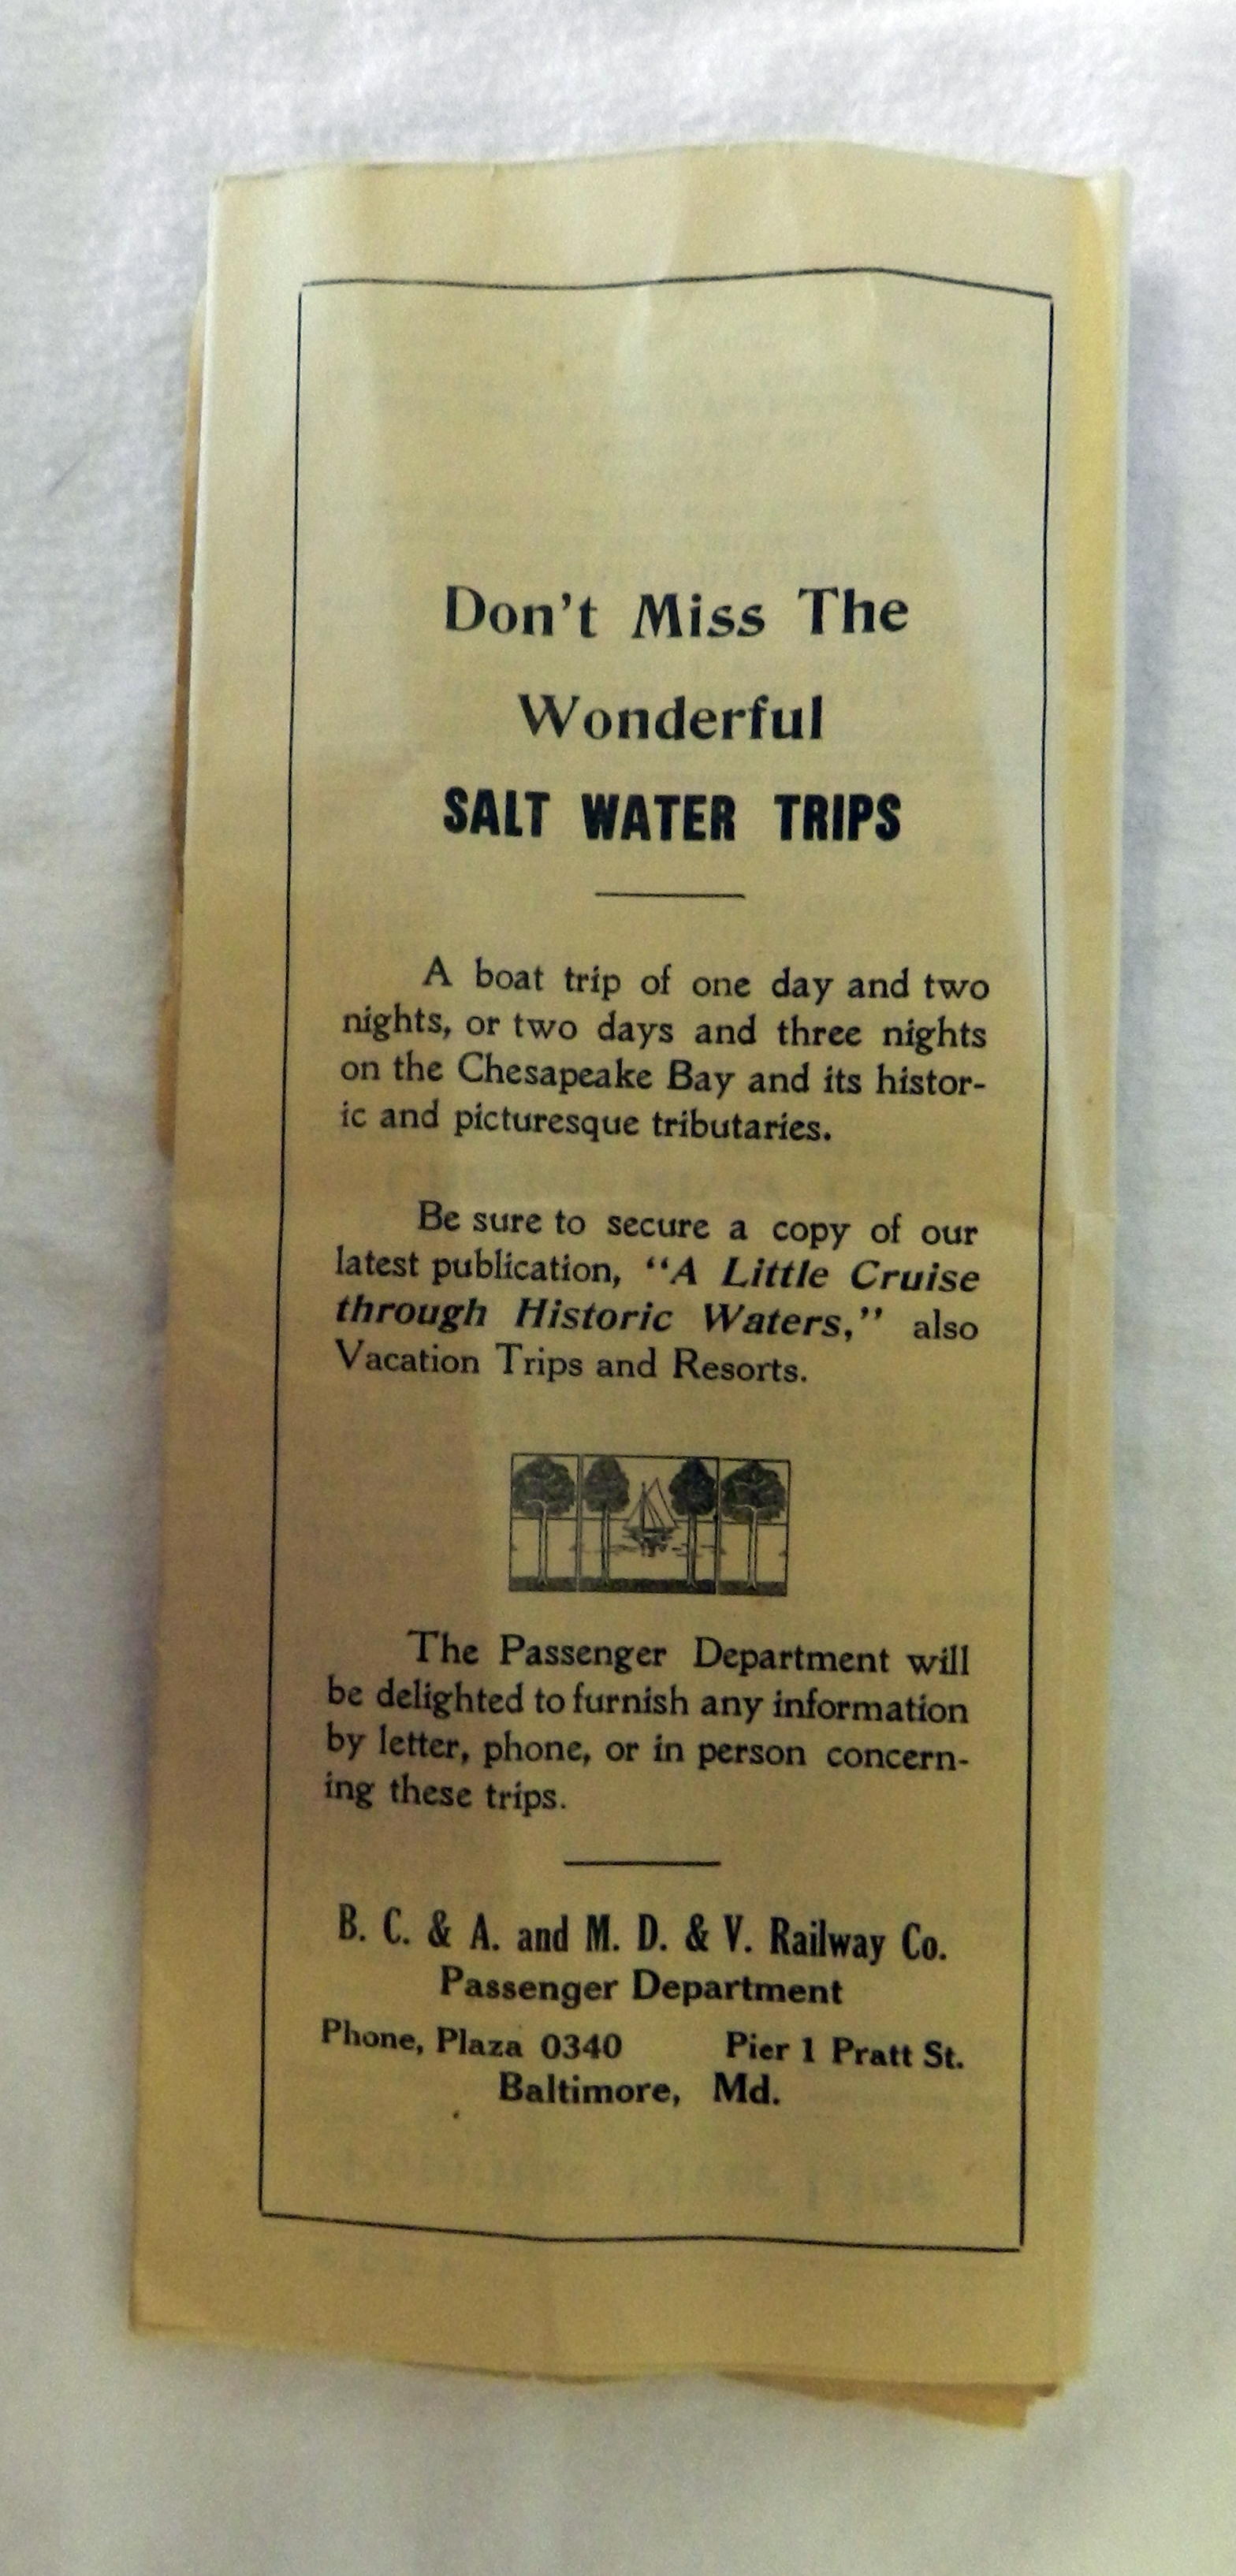 Don't Miss The
Wonderful
SALT WATER TRIPS
A boat trip of one day and two
nights, or two days and three nights
on the Chesapeake Bay and its histor-
ic and picturesque tributaries.
Be sure to secure a copy of our
latest publication, “A Little Cruise
through Historic Waters,” also
Vacation Trips and Resorts.
The Passenger Department will
be delighted to furnish any information
by letter, phone, or in person concern-
ing these trips.
B. C. & A. and M. D. & V. Railway Co.
Passenger Department
Phone, Plaza 0340 Pier 1 Pratt St.
Baltimore, Md.